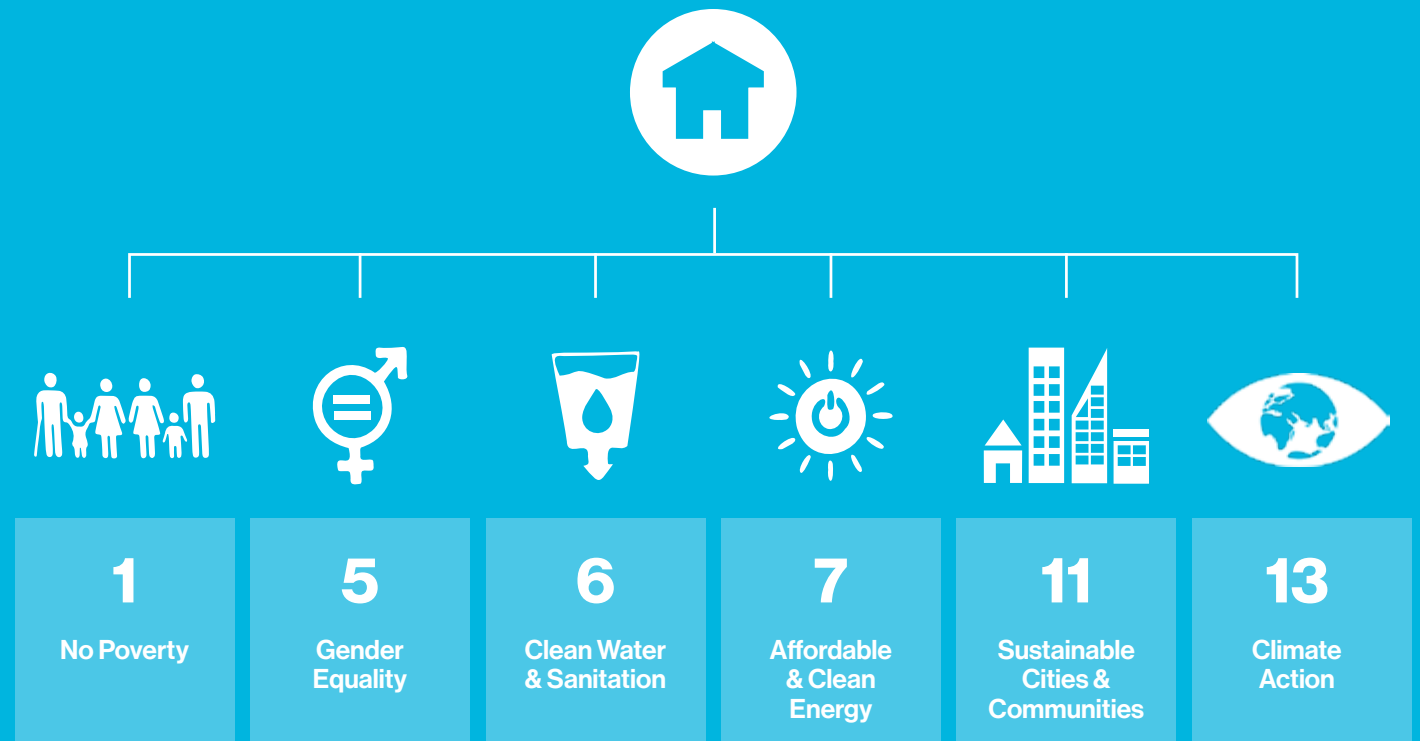 1
No Poverty
5
Gender
Equality
6
Clean Water
& Sanitation
7
Affordable
& Clean
Energy
11
Sustainable
Cities &
Communities
13
Climate
Action